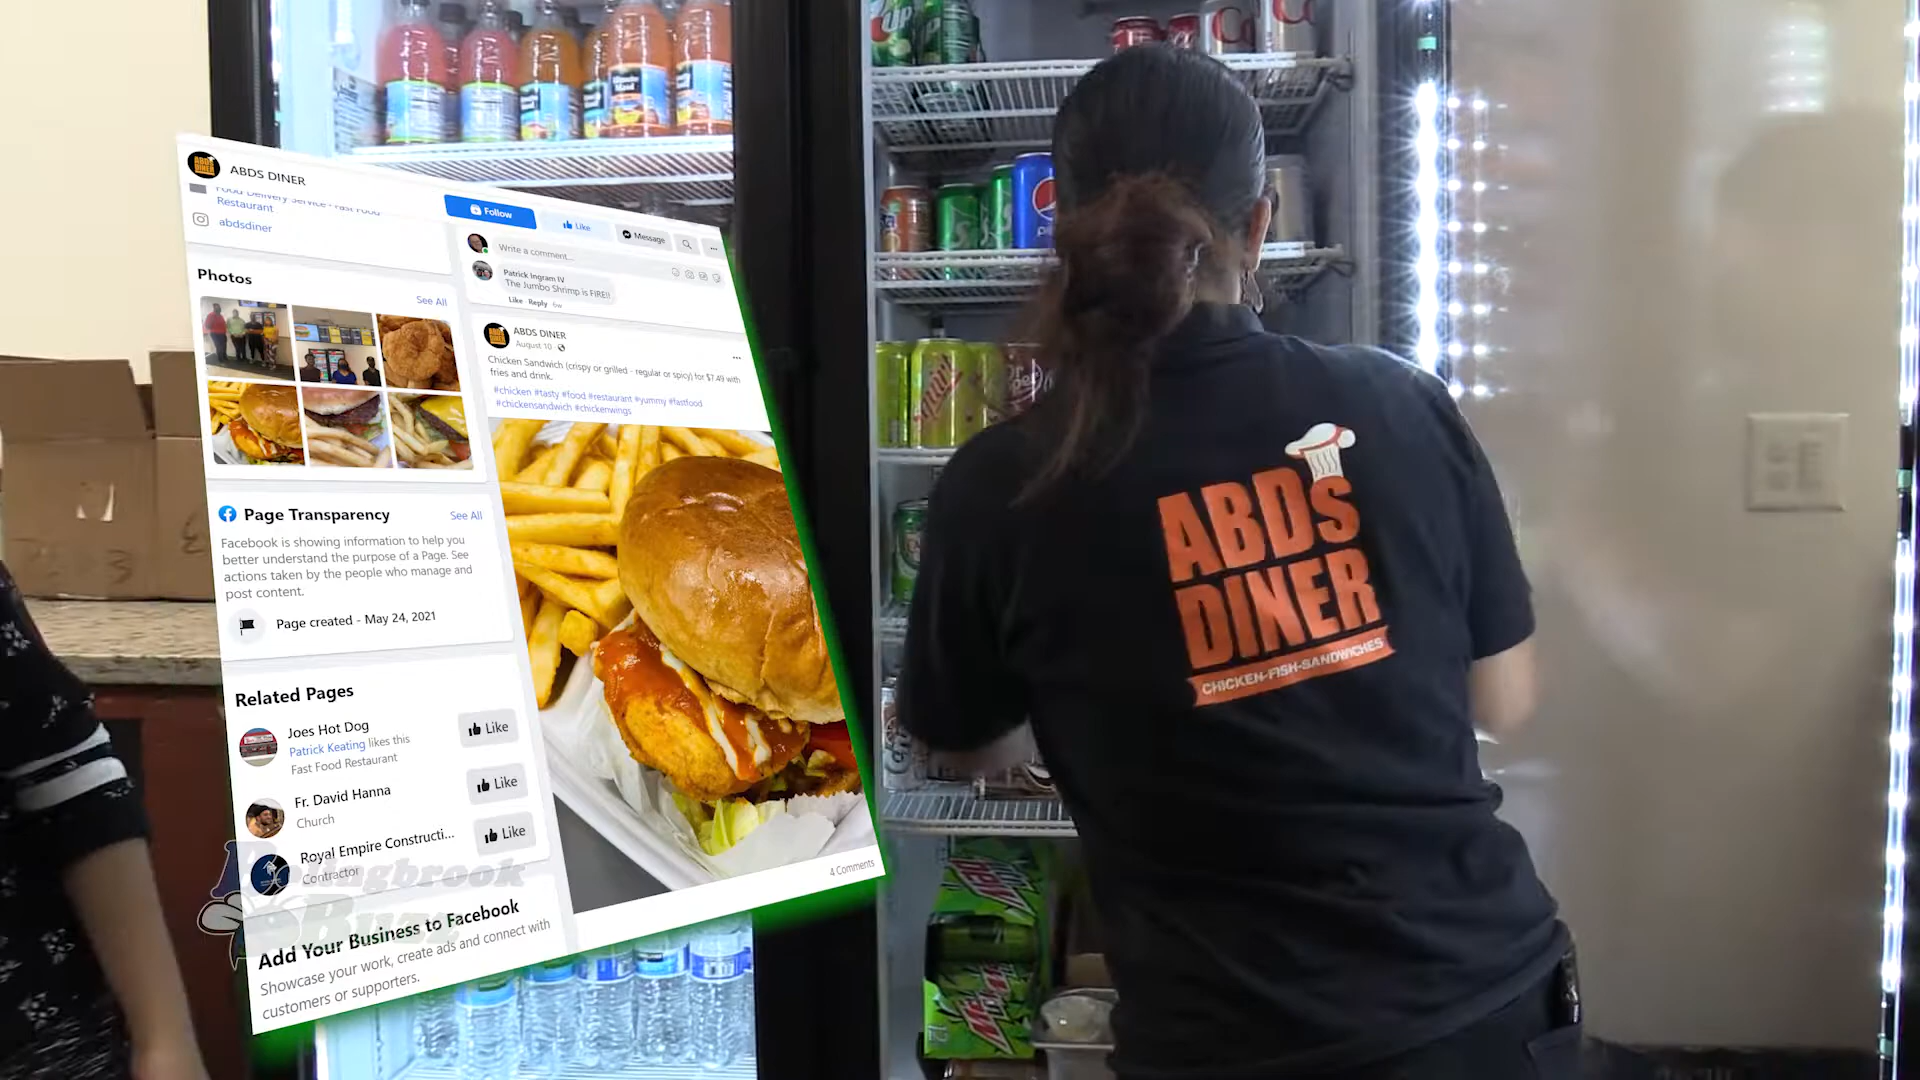 ABDS DINER
Restaurant
abdsdiner
Follow
Like
Message
Write a comment...
Patrick Ingram IV
The Jumbo Shrimp is FIRE!!
Like Reply 6w
Photos
See All
ABDS DINER
August 10
Chicken Sandwich (crispy or grilled - regular or spicy) for $7.49 with
fries and drink.
#chicken #tasty #food #restaurant #yummy #fastfood
#chickensandwich #chickenwings
Page Transparency
See All
Facebook is showing information to help you
better understand the purpose of a Page. See
actions taken by the people who manage and
post content.
Page created - May 24, 2021
Related Pages
Joes Hot Dog
Patrick Keating likes this
Fast Food Restaurant
Like
Fr. David Hanna
Church
Like
Royal Empire Constructi...
Contractor
Like
4 Comments
Add Your Business to Facebook
Showcase your work, create ads and connect with
customers or supporters.
Bolingbrook
Buzz
ABDS
DINER
CHICKEN-FISH-SANDWICHES